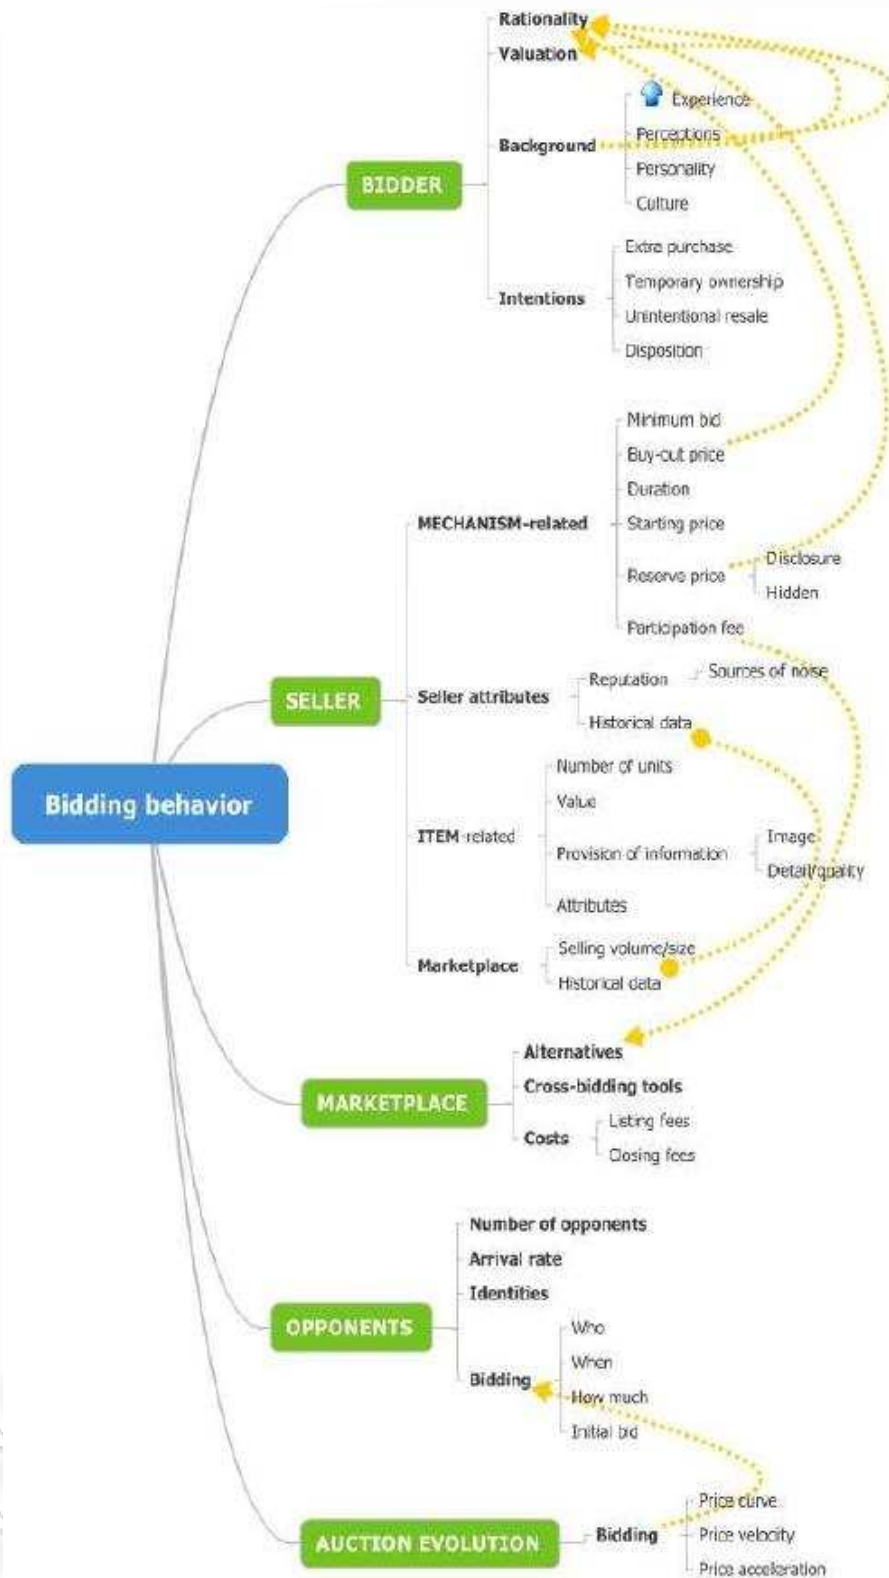 Bidding behavior
BIDDER
Rationality
Valuation
Background
Experience
Perceptions
Personality
Culture
Intentions
Extra purchase
Temporary ownership
Unintentional resale
Disposition
SELLER
MECHANISM-related
Minimum bid
Buy-out price
Duration
Starting price
Reserve price
Disclosure
Hidden
Participation fee
Seller attributes
Reputation
Sources of noise
Historical data
ITEM-related
Number of units
Value
Provision of information
Image
Detail/quality
Attributes
Marketplace
Selling volume/size
Historical data
MARKETPLACE
Alternatives
Cross-bidding tools
Costs
Listing fees
Closing fees
OPPONENTS
Number of opponents
Arrival rate
Identities
Bidding
Who
When
How much
Initial bid
AUCTION EVOLUTION
Bidding
Price curve
Price velocity
Price acceleration